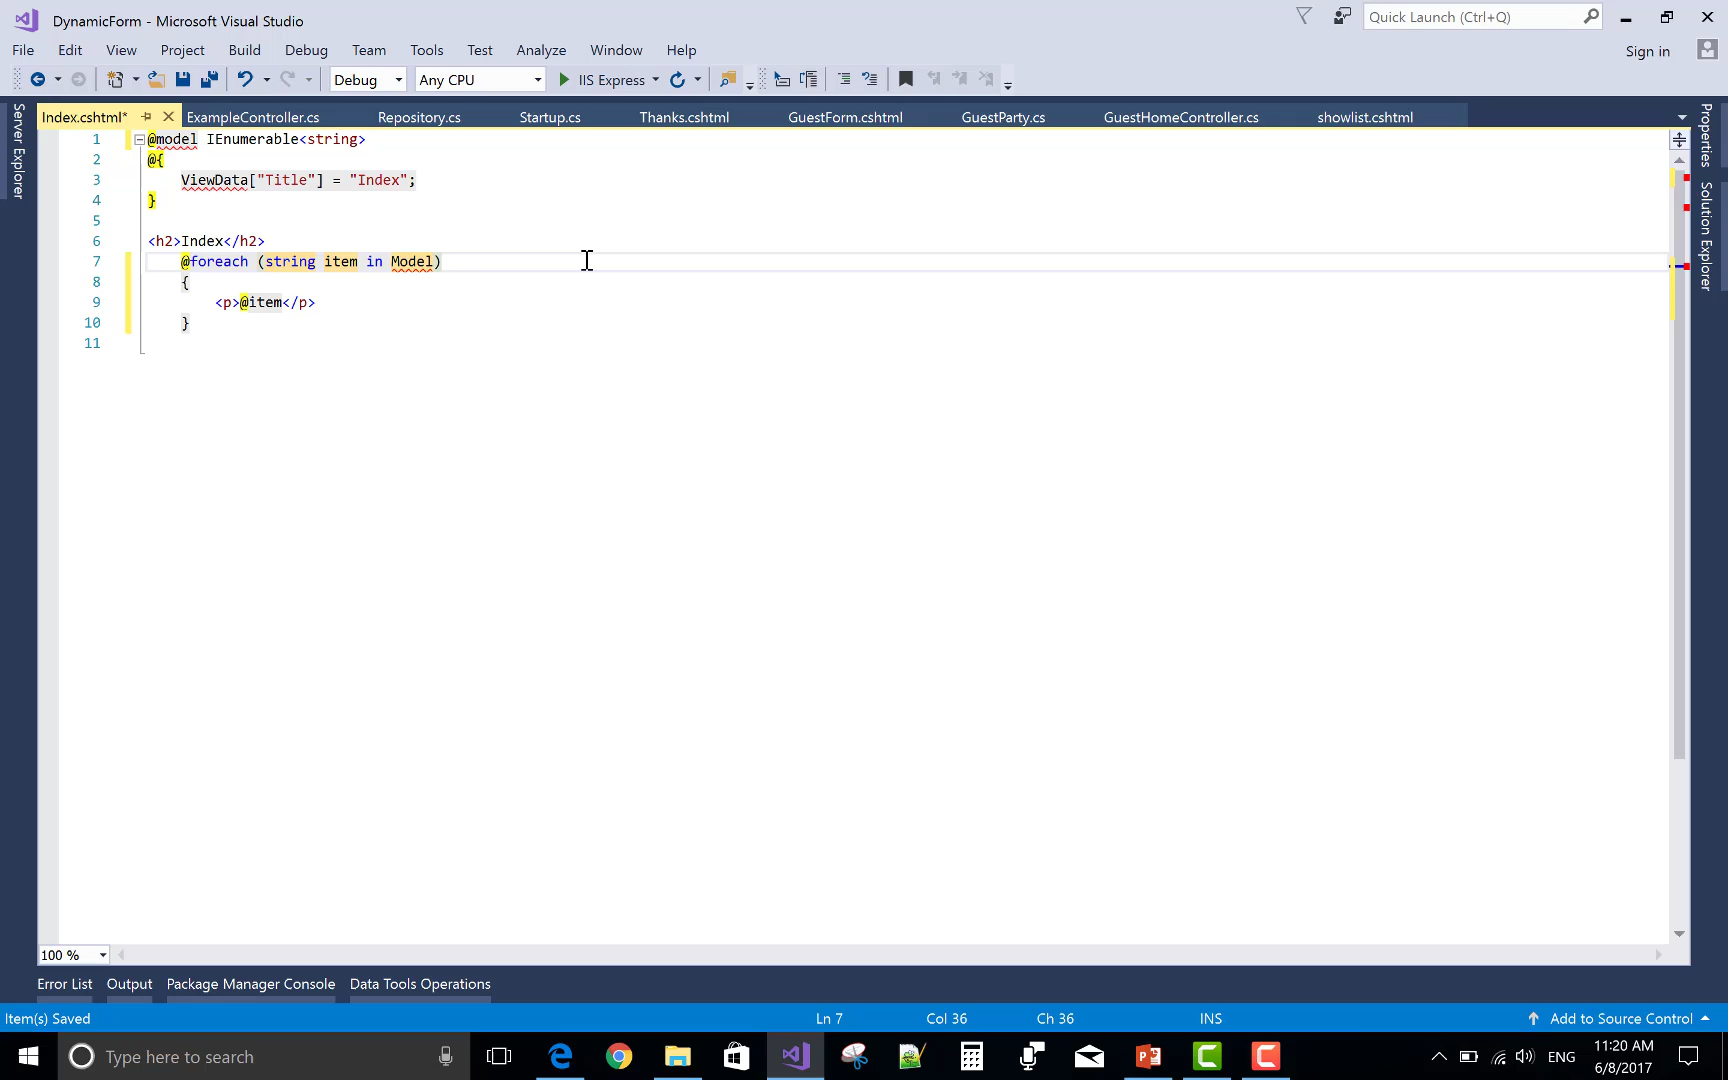 DynamicForm - Microsoft Visual Studio
Quick Launch (Ctrl+Q)
File Edit View Project Build Debug Team Tools Test Analyze Window Help
Sign in
Debug Any CPU IIS Express
Index.cshtml* ExampleController.cs Repository.cs Startup.cs Thanks.cshtml GuestForm.cshtml GuestParty.cs GuestHomeController.cs showlist.cshtml
Server Explorer
Properties
Solution Explorer
1 @model IEnumerable<string>
2 @{
3 ViewData["Title"] = "Index";
4 }
5
6 <h2>Index</h2>
7 @foreach (string item in Model)
8 {
9 <p>@item</p>
10 }
11
100 %
Error List Output Package Manager Console Data Tools Operations
Item(s) Saved Ln 7 Col 36 Ch 36 INS Add to Source Control
Type here to search
ENG
11:20 AM
6/8/2017